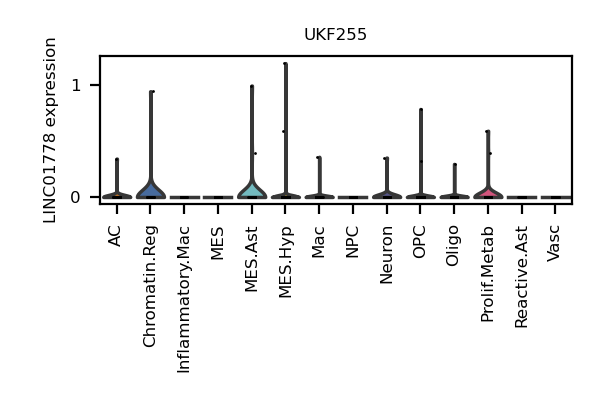 UKF255
LINC01778 expression
1
0
AC
Chromatin.Reg
Inflammatory.Mac
MES
MES.Ast
MES.Hyp
Mac
NPC
Neuron
OPC
Oligo
Prolif.Metab
Reactive.Ast
Vasc